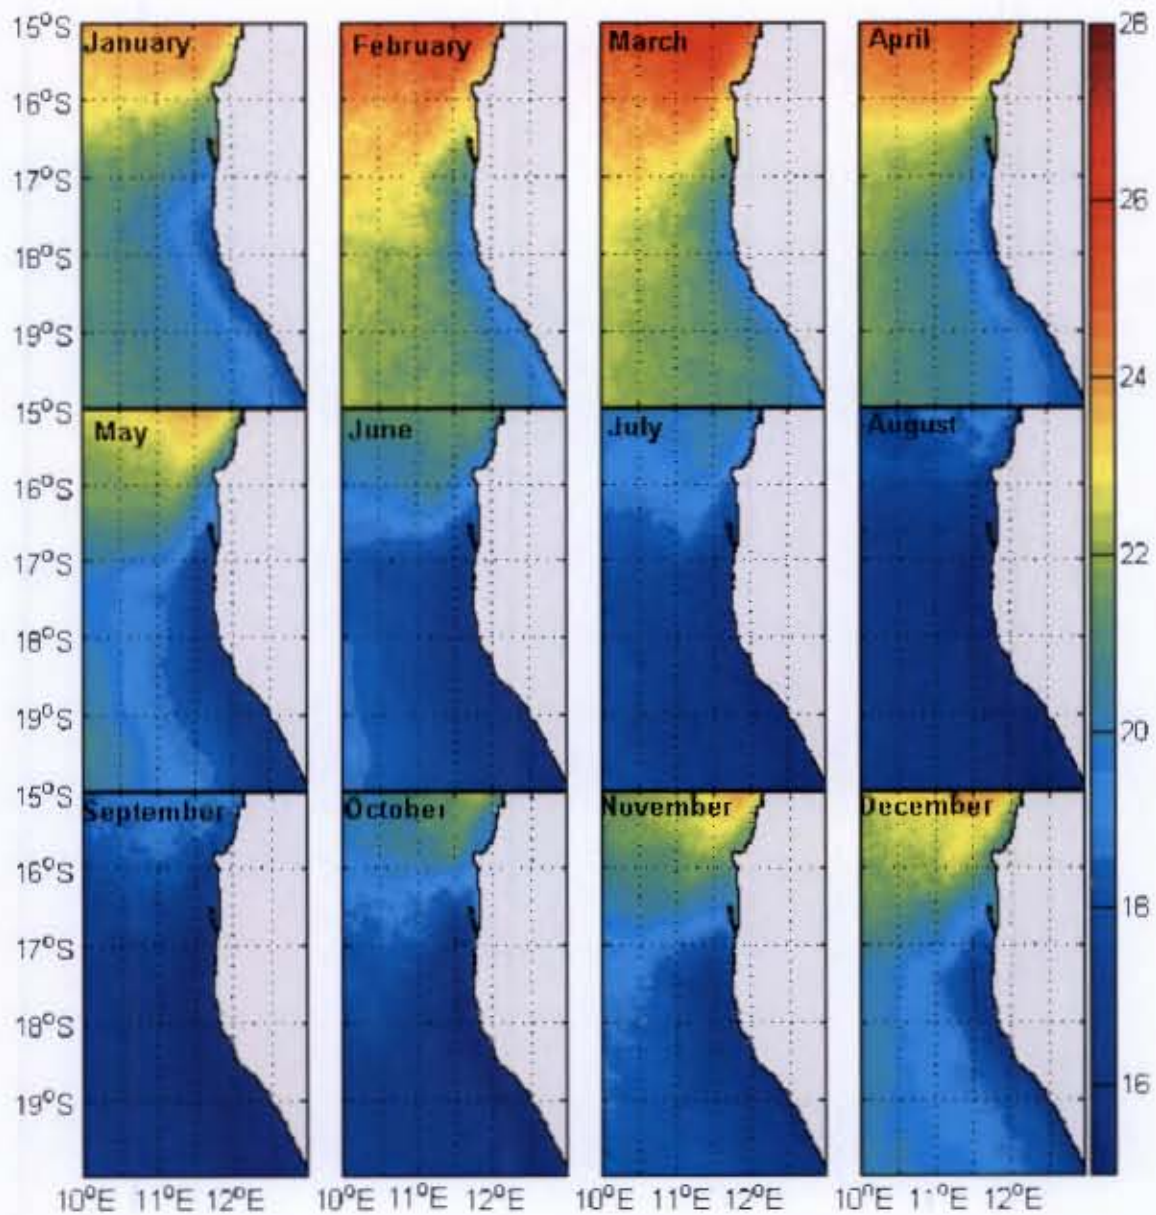 15°S January February March April 28
16°S
17°S 26
18°S
19°S 24
15°S May June July August
16°S
17°S 22
18°S
19°S 20
15°S September October November December
16°S 18
17°S
18°S
19°S 16
10°E 11°E 12°E 10°E 11°E 12°E 10°E 11°E 12°E 10°E 11°E 12°E